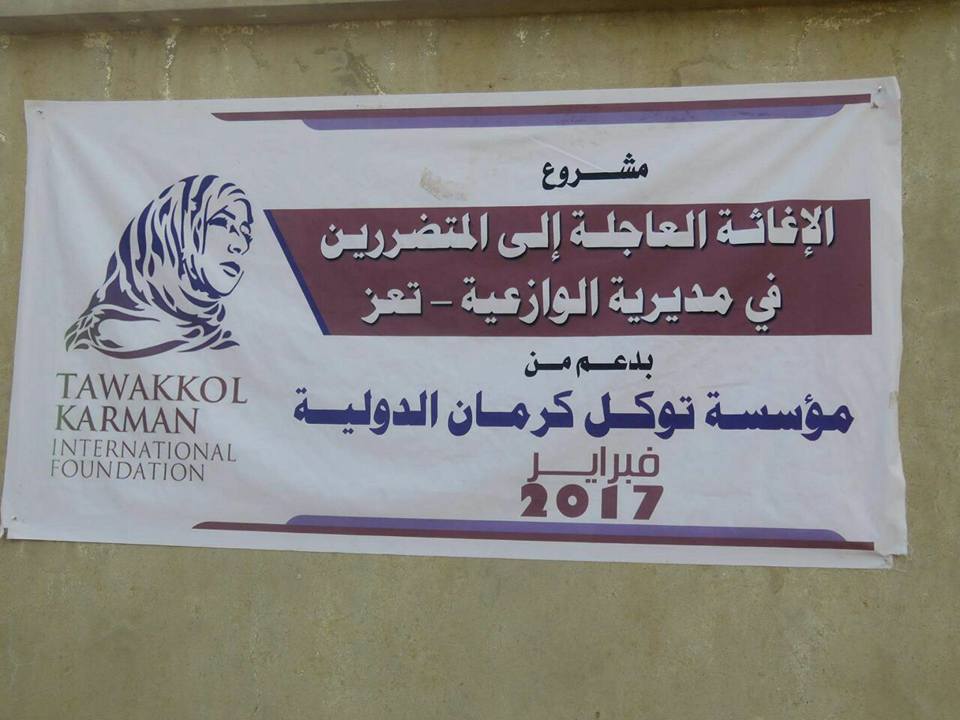 مشروع
الإغاثة العاجلة إلى المتضررين
في مديرية الوازعية – تعز
بدعم من
مؤسسة توكل كرمان الدولية
فبراير
2017
TAWAKKOL
KARMAN
INTERNATIONAL
FOUNDATION